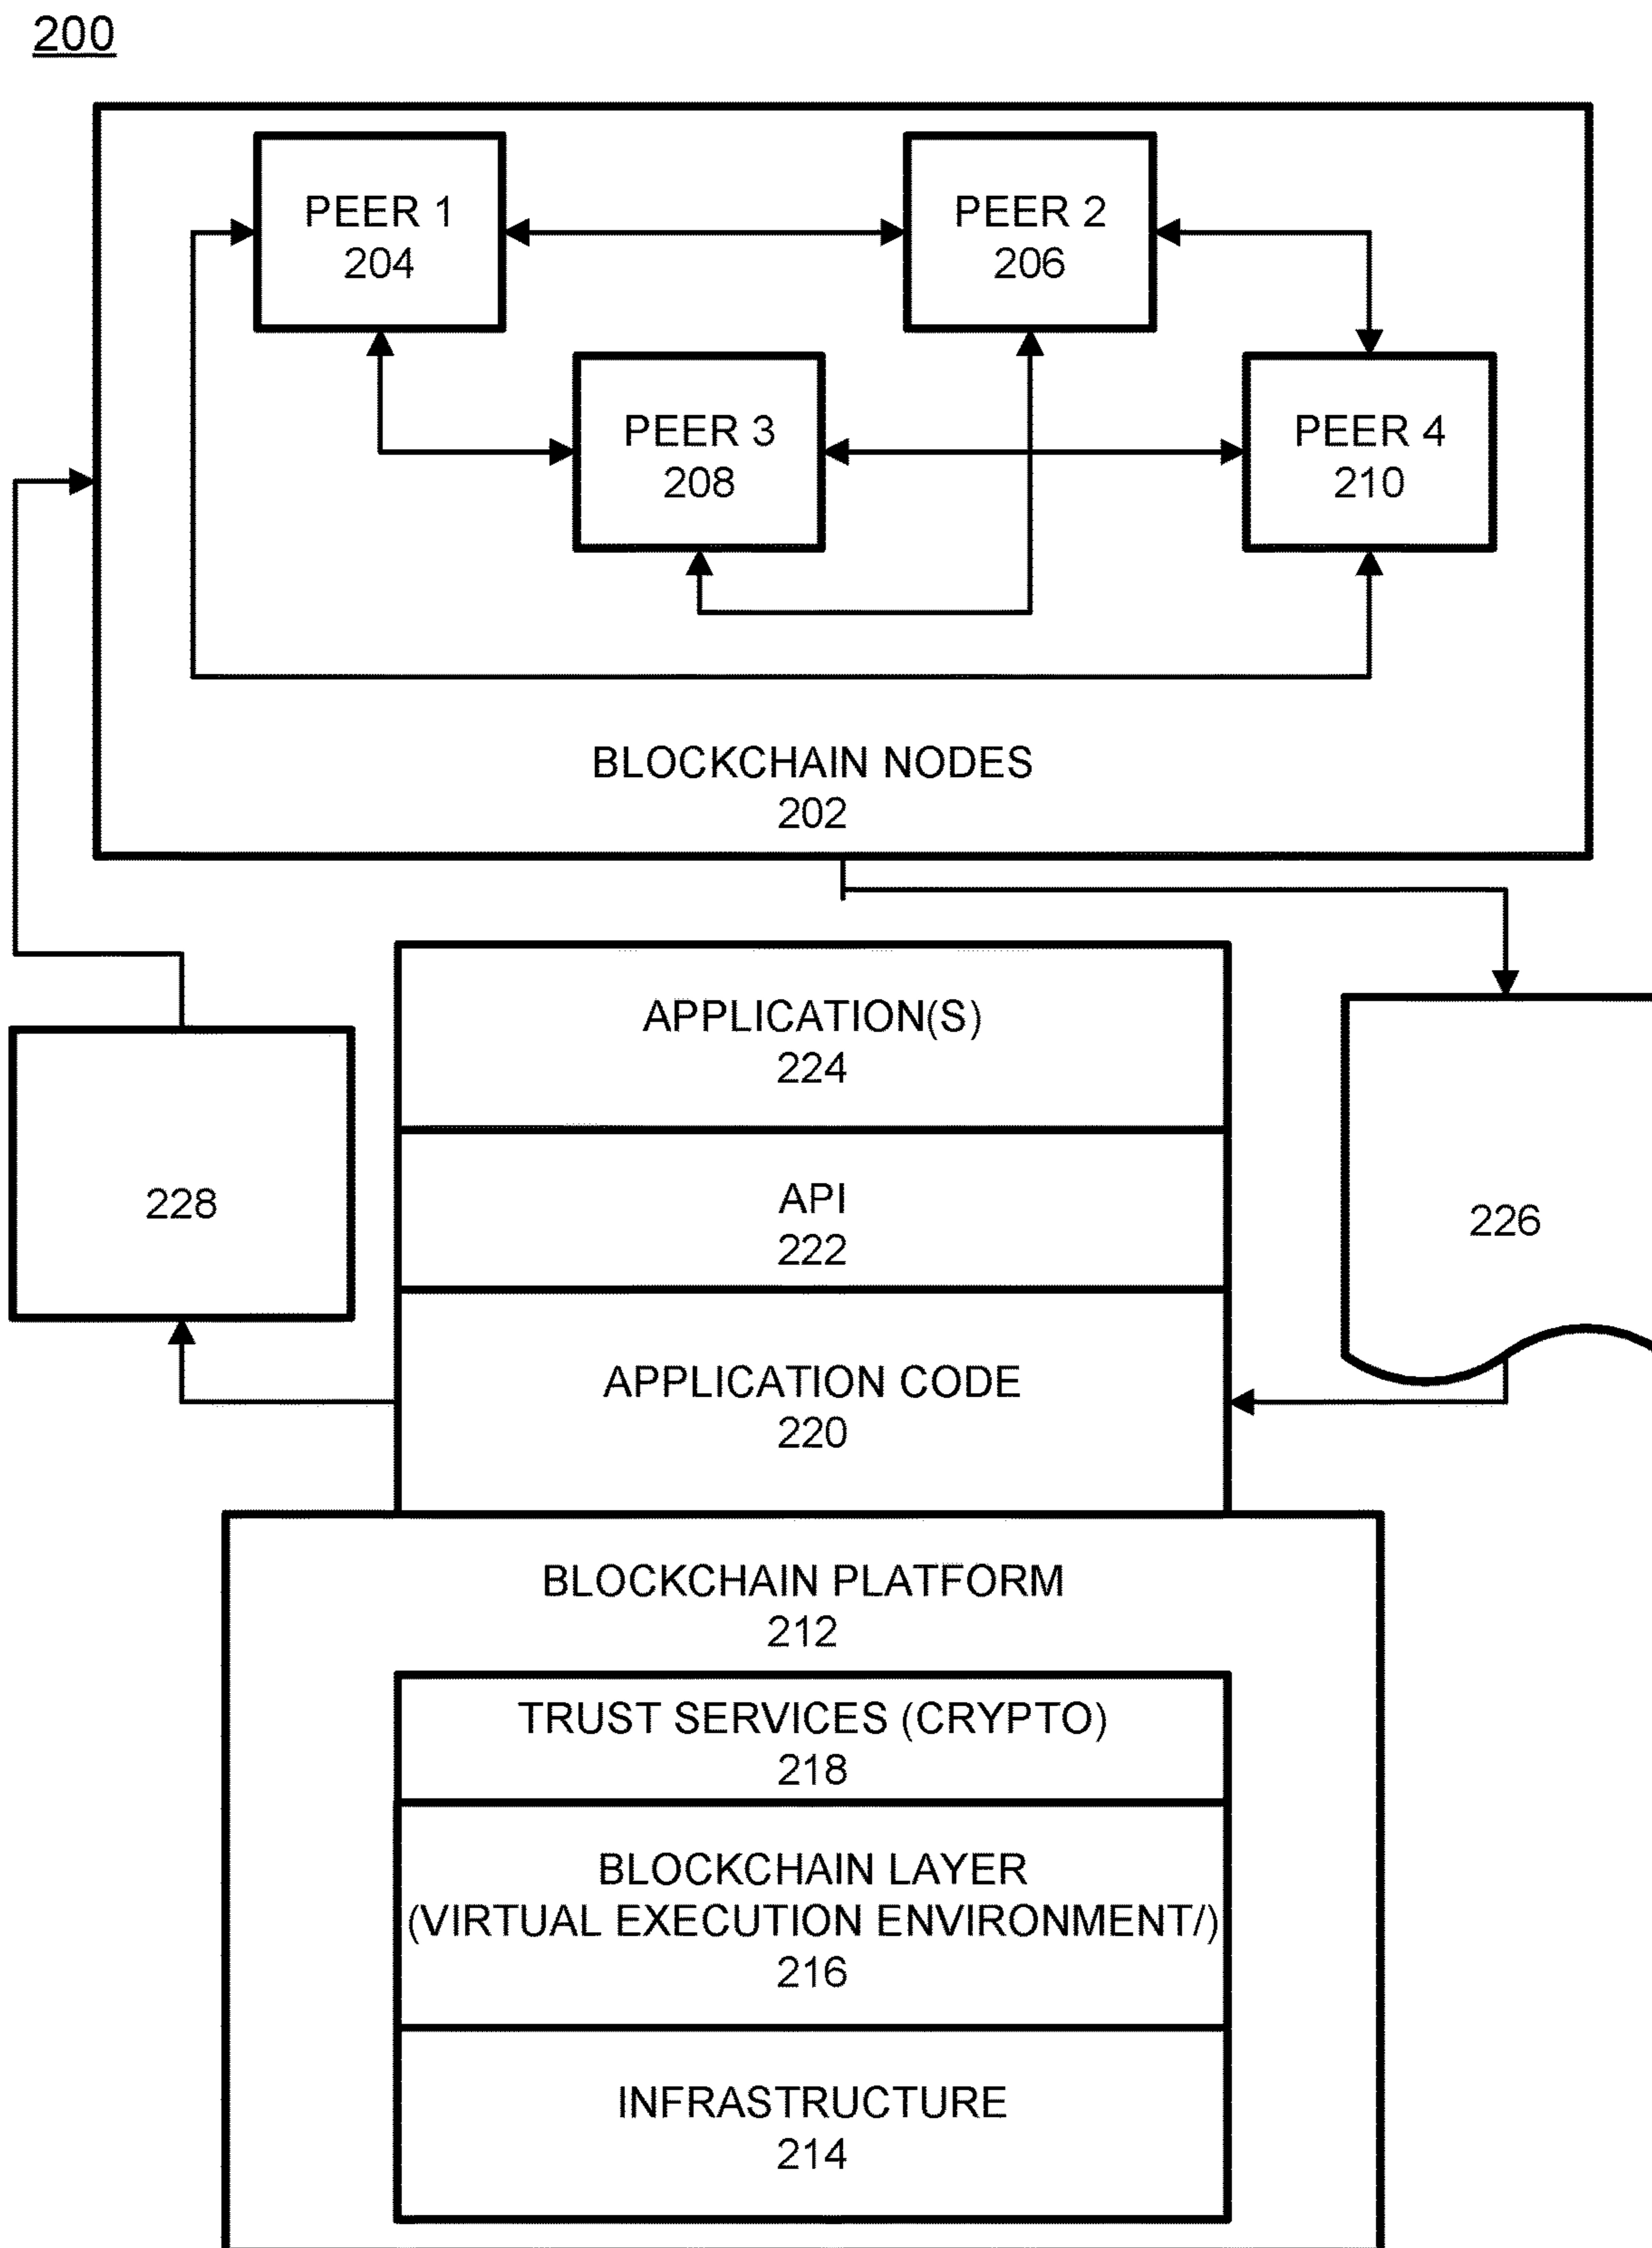 200
PEER 1
204
PEER 2
206
PEER 3
208
PEER 4
210
BLOCKCHAIN NODES
202
APPLICATION(S)
224
228
API
222
226
APPLICATION CODE
220
BLOCKCHAIN PLATFORM
212
TRUST SERVICES (CRYPTO)
218
BLOCKCHAIN LAYER
(VIRTUAL EXECUTION ENVIRONMENT/)
216
INFRASTRUCTURE
214